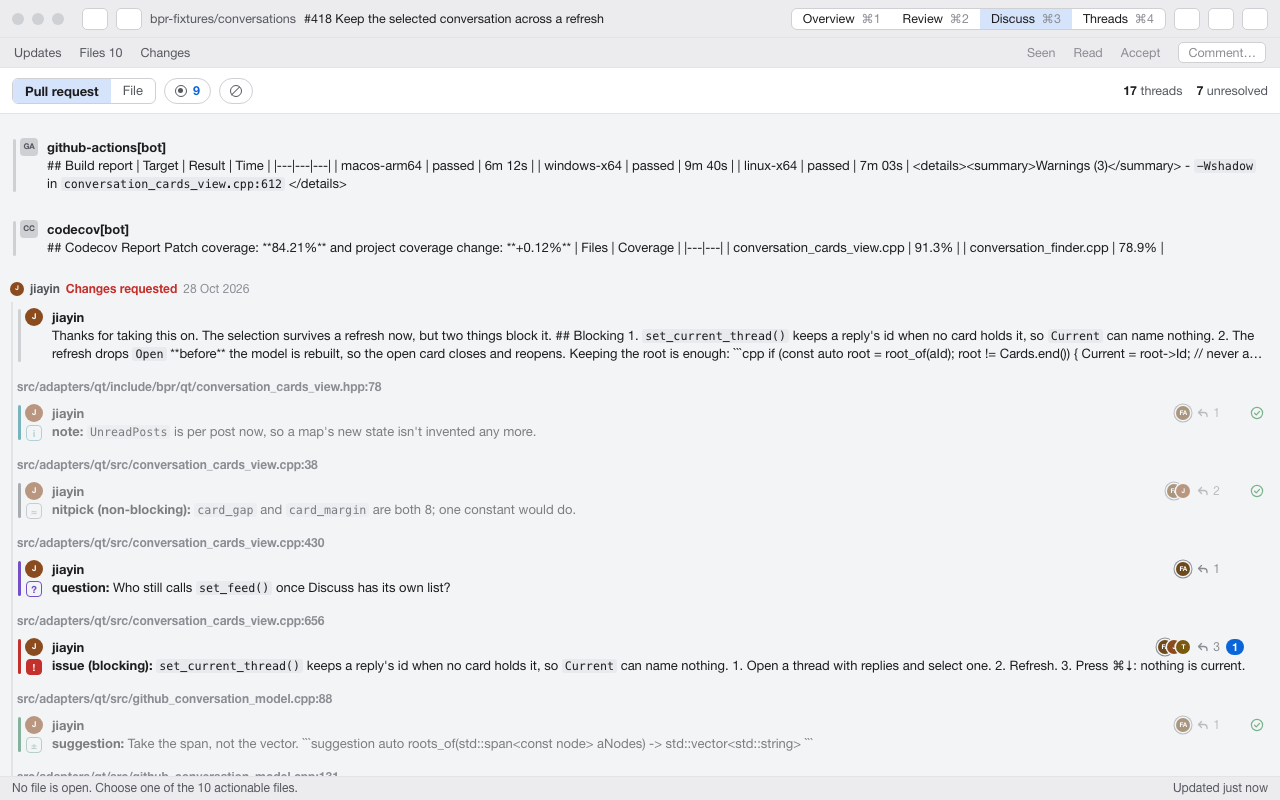 bpr-fixtures/conversations #418 Keep the selected conversation across a refresh
Overview ⌘1 Review ⌘2 Discuss ⌘3 Threads ⌘4
Updates Files 10 Changes
Seen Read Accept Comment…
Pull request File 9
17 threads 7 unresolved
GA github-actions[bot]
## Build report | Target | Result | Time | |---|---|---| | macos-arm64 | passed | 6m 12s | | windows-x64 | passed | 9m 40s | | linux-x64 | passed | 7m 03s | <details><summary>Warnings (3)</summary> - -Wshadow
in conversation_cards_view.cpp:612 </details>
CC codecov[bot]
## Codecov Report Patch coverage: **84.21%** and project coverage change: **+0.12%** | Files | Coverage | |---|---| | conversation_cards_view.cpp | 91.3% | | conversation_finder.cpp | 78.9% |
J jiayin Changes requested 28 Oct 2026
J jiayin
Thanks for taking this on. The selection survives a refresh now, but two things block it. ## Blocking 1. set_current_thread() keeps a reply's id when no card holds it, so Current can name nothing. 2. The
refresh drops Open **before** the model is rebuilt, so the open card closes and reopens. Keeping the root is enough: ```cpp if (const auto root = root_of(aId); root != Cards.end()) { Current = root->Id; // never a…
src/adapters/qt/include/bpr/qt/conversation_cards_view.hpp:78
J jiayin FA 1
note: UnreadPosts is per post now, so a map's new state isn't invented any more.
src/adapters/qt/src/conversation_cards_view.cpp:38
J jiayin F J 2
nitpick (non-blocking): card_gap and card_margin are both 8; one constant would do.
src/adapters/qt/src/conversation_cards_view.cpp:430
J jiayin FA 1
? question: Who still calls set_feed() once Discuss has its own list?
src/adapters/qt/src/conversation_cards_view.cpp:656
J jiayin F J T 3 1
! issue (blocking): set_current_thread() keeps a reply's id when no card holds it, so Current can name nothing. 1. Open a thread with replies and select one. 2. Refresh. 3. Press ⌘↓: nothing is current.
src/adapters/qt/src/github_conversation_model.cpp:88
J jiayin FA 1
± suggestion: Take the span, not the vector. ```suggestion auto roots_of(std::span<const node> aNodes) -> std::vector<std::string> ```
src/adapters/qt/src/github_conversation_model.cpp:131
No file is open. Choose one of the 10 actionable files.
Updated just now